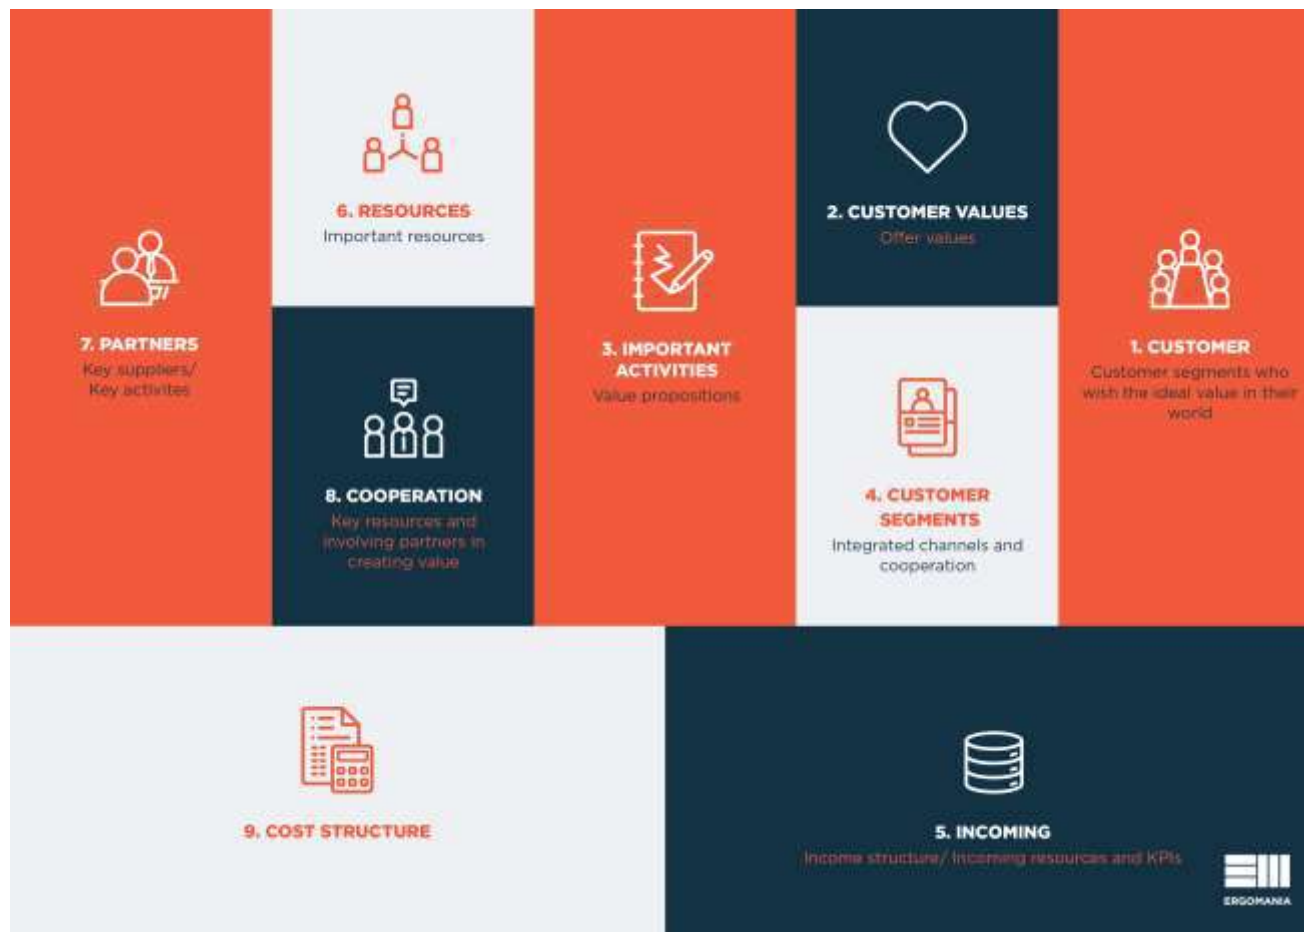 6. RESOURCES
Important resources
2. CUSTOMER VALUES
Offer values
7. PARTNERS
Key suppliers/
Key activites
3. IMPORTANT
ACTIVITIES
Value propositions
1. CUSTOMER
Customer segments who
wish the ideal value in their
world
8. COOPERATION
Key resources and
involving partners in
creating value
4. CUSTOMER
SEGMENTS
Integrated channels and
cooperation
9. COST STRUCTURE
5. INCOMING
Income structure/ Incoming resources and KPIs
ERGOMANIA